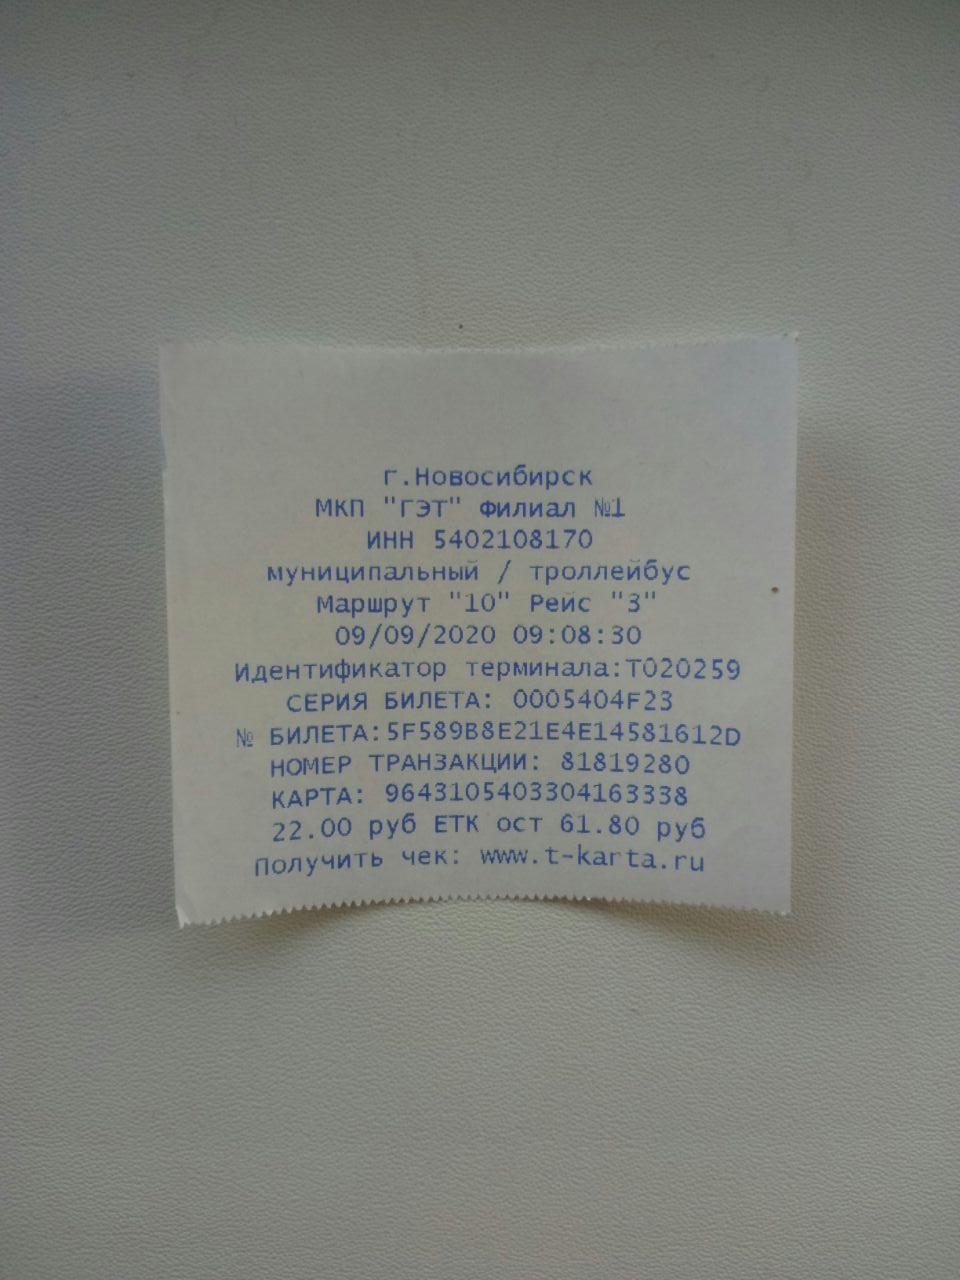 г.Новосибирск
МКП "ГЭТ" Филиал №1
ИНН 5402108170
муниципальный / троллейбус
Маршрут "10" Рейс "3"
09/09/2020 09:08:30
Идентификатор терминала:T020259
СЕРИЯ БИЛЕТА: 0005404F23
№ БИЛЕТА:5F589B8E21E4E14581612D
НОМЕР ТРАНЗАКЦИИ: 81819280
КАРТА: 9643105403304163338
22.00 руб ЕТК ост 61.80 руб
Получить чек: www.t-karta.ru